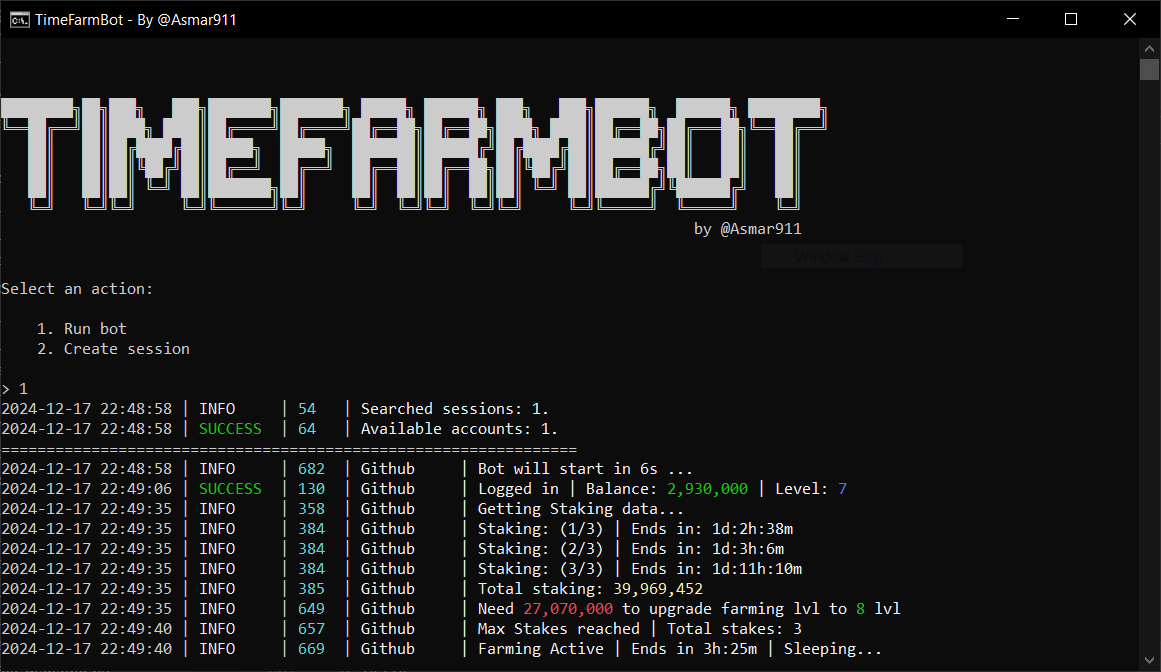 TimeFarmBot - By @Asmar911
TIMEFARMBOT
by @Asmar911
Window Snip
Select an action:
1. Run bot
2. Create session
> 1
2024-12-17 22:48:58 | INFO | 54 | Searched sessions: 1.
2024-12-17 22:48:58 | SUCCESS | 64 | Available accounts: 1.
================================================================
2024-12-17 22:48:58 | INFO | 682 | Github | Bot will start in 6s ...
2024-12-17 22:49:06 | SUCCESS | 130 | Github | Logged in | Balance: 2,930,000 | Level: 7
2024-12-17 22:49:35 | INFO | 358 | Github | Getting Staking data...
2024-12-17 22:49:35 | INFO | 384 | Github | Staking: (1/3) | Ends in: 1d:2h:38m
2024-12-17 22:49:35 | INFO | 384 | Github | Staking: (2/3) | Ends in: 1d:3h:6m
2024-12-17 22:49:35 | INFO | 384 | Github | Staking: (3/3) | Ends in: 1d:11h:10m
2024-12-17 22:49:35 | INFO | 385 | Github | Total staking: 39,969,452
2024-12-17 22:49:35 | INFO | 649 | Github | Need 27,070,000 to upgrade farming lvl to 8 lvl
2024-12-17 22:49:40 | INFO | 657 | Github | Max Stakes reached | Total stakes: 3
2024-12-17 22:49:40 | INFO | 669 | Github | Farming Active | Ends in 3h:25m | Sleeping...